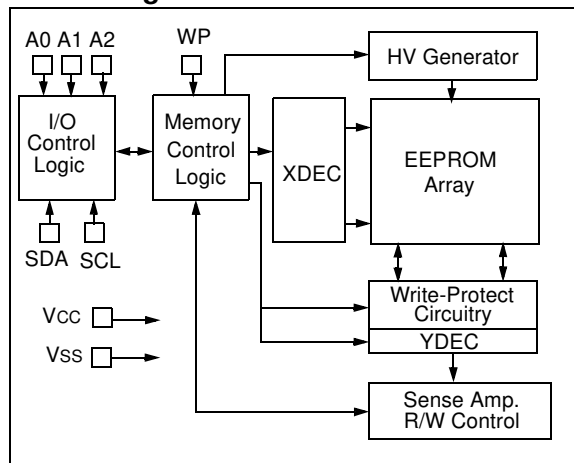 A0 A1 A2
WP
HV Generator
I/O
Control
Logic
Memory
Control
Logic
XDEC
EEPROM
Array
SDA
SCL
Write-Protect
Circuitry
YDEC
VCC
VSS
Sense Amp.
R/W Control